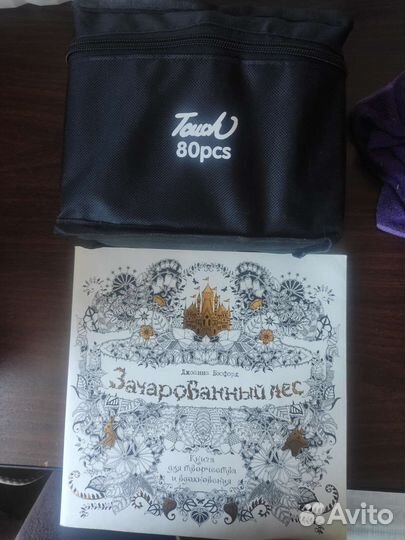 Touch
80pcs
Джоанна Бэсфорд
Зачарованный лес
Книга
для творчества
и вдохновения
Avito